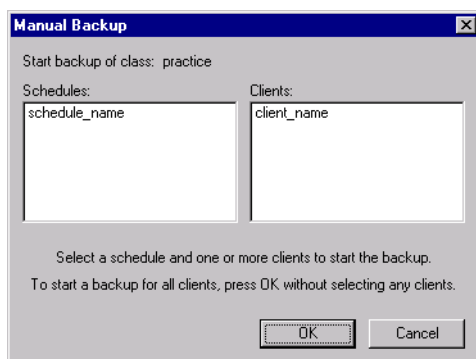 Manual Backup
Start backup of class: practice
Schedules:
Clients:
schedule_name
client_name
Select a schedule and one or more clients to start the backup.
To start a backup for all clients, press OK without selecting any clients.
OK
Cancel